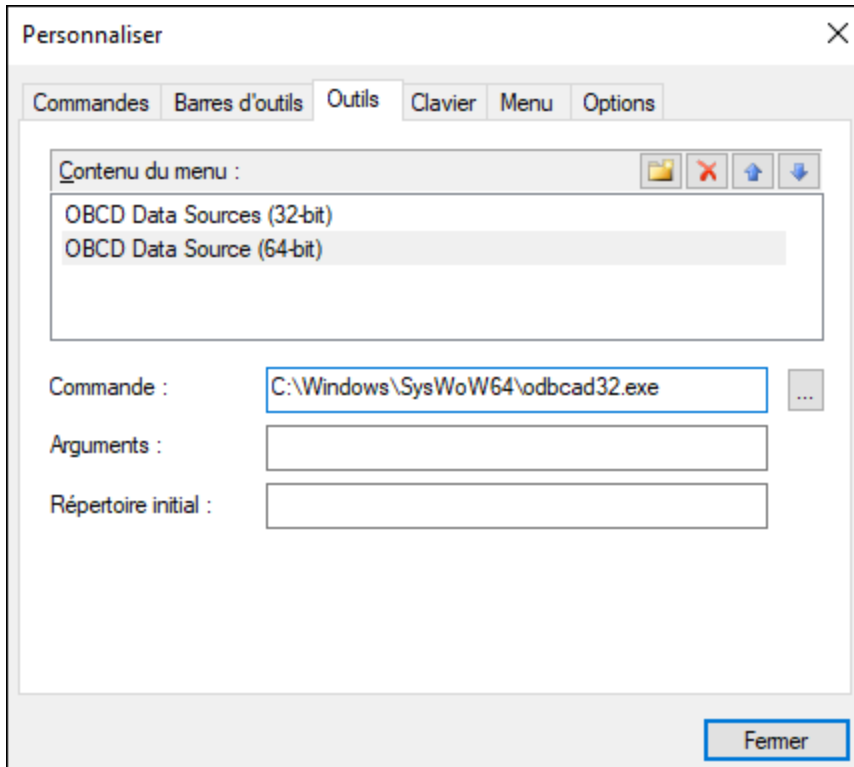 Personnaliser
Commandes Barres d'outils Outils Clavier Menu Options
Contenu du menu :
OBCD Data Sources (32-bit)
OBCD Data Source (64-bit)
Commande : C:\Windows\SysWoW64\odbcad32.exe ...
Arguments :
Répertoire initial :
Fermer